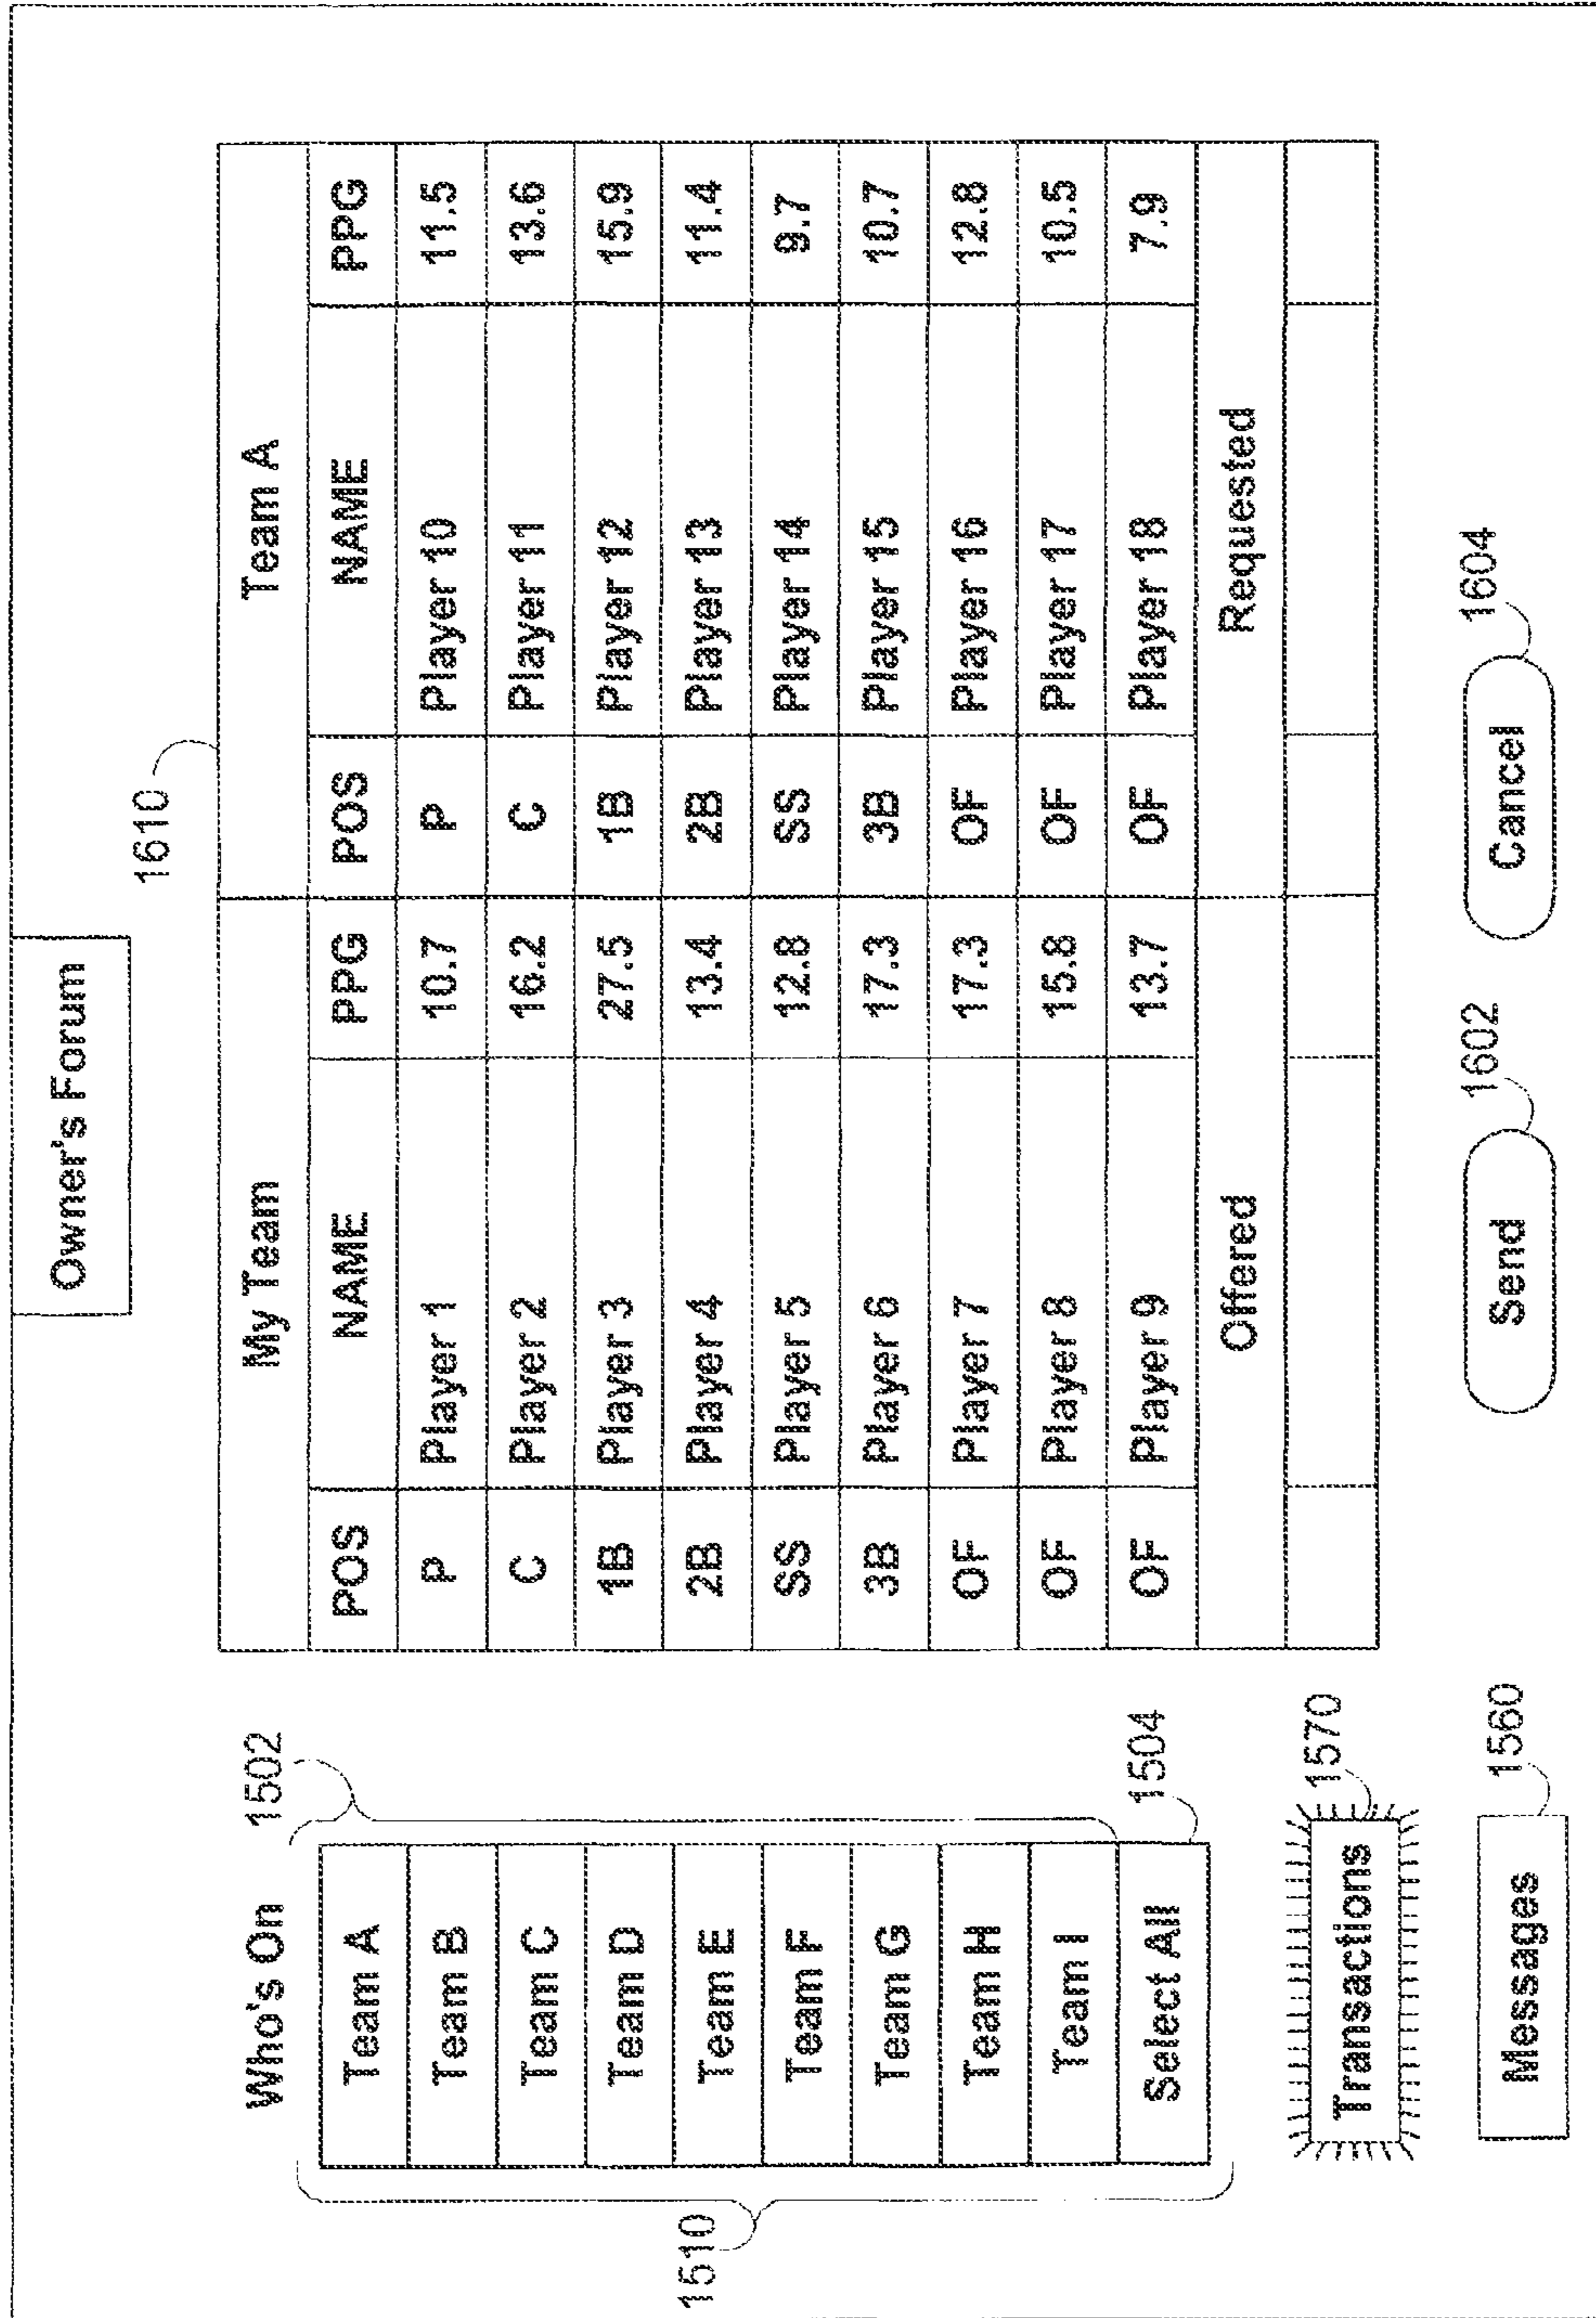 Owner's Forum
1610
Who's On
1502
Team A
Team B
Team C
Team D
Team E
Team F
Team G
Team H
Team I
Select All
1510
1504
Transactions
1570
Messages
1560
My Team Team A
POS NAME PPG POS NAME PPG
P Player 1 10.7 P Player 10 11.5
C Player 2 16.2 C Player 11 13.6
1B Player 3 27.5 1B Player 12 15.9
2B Player 4 13.4 2B Player 13 11.4
SS Player 5 12.8 SS Player 14 9.7
3B Player 6 17.3 3B Player 15 10.7
OF Player 7 17.3 OF Player 16 12.8
OF Player 8 15.8 OF Player 17 10.5
OF Player 9 13.7 OF Player 18 7.9
Offered Requested
Send
1602
Cancel
1604